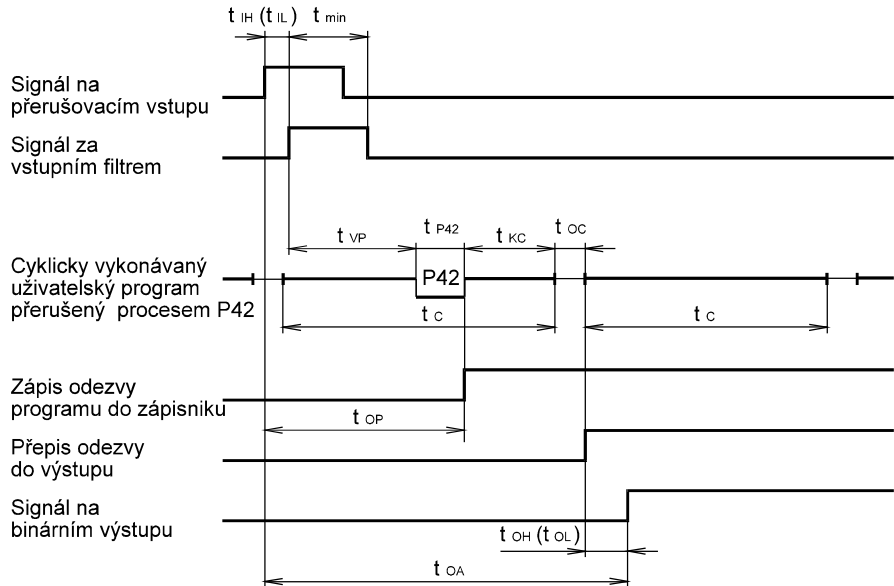 t IH (t IL) t min
Signál na
přerušovacím vstupu
Signál za
vstupním filtrem
t VP t P42 t KC t OC
Cyklicky vykonávaný
uživatelský program
přerušený procesem P42
P42
t C t C
Zápis odezvy
programu do zápisniku
t OP
Přepis odezvy
do výstupu
Signál na
binárním výstupu
t OH (t OL)
t OA